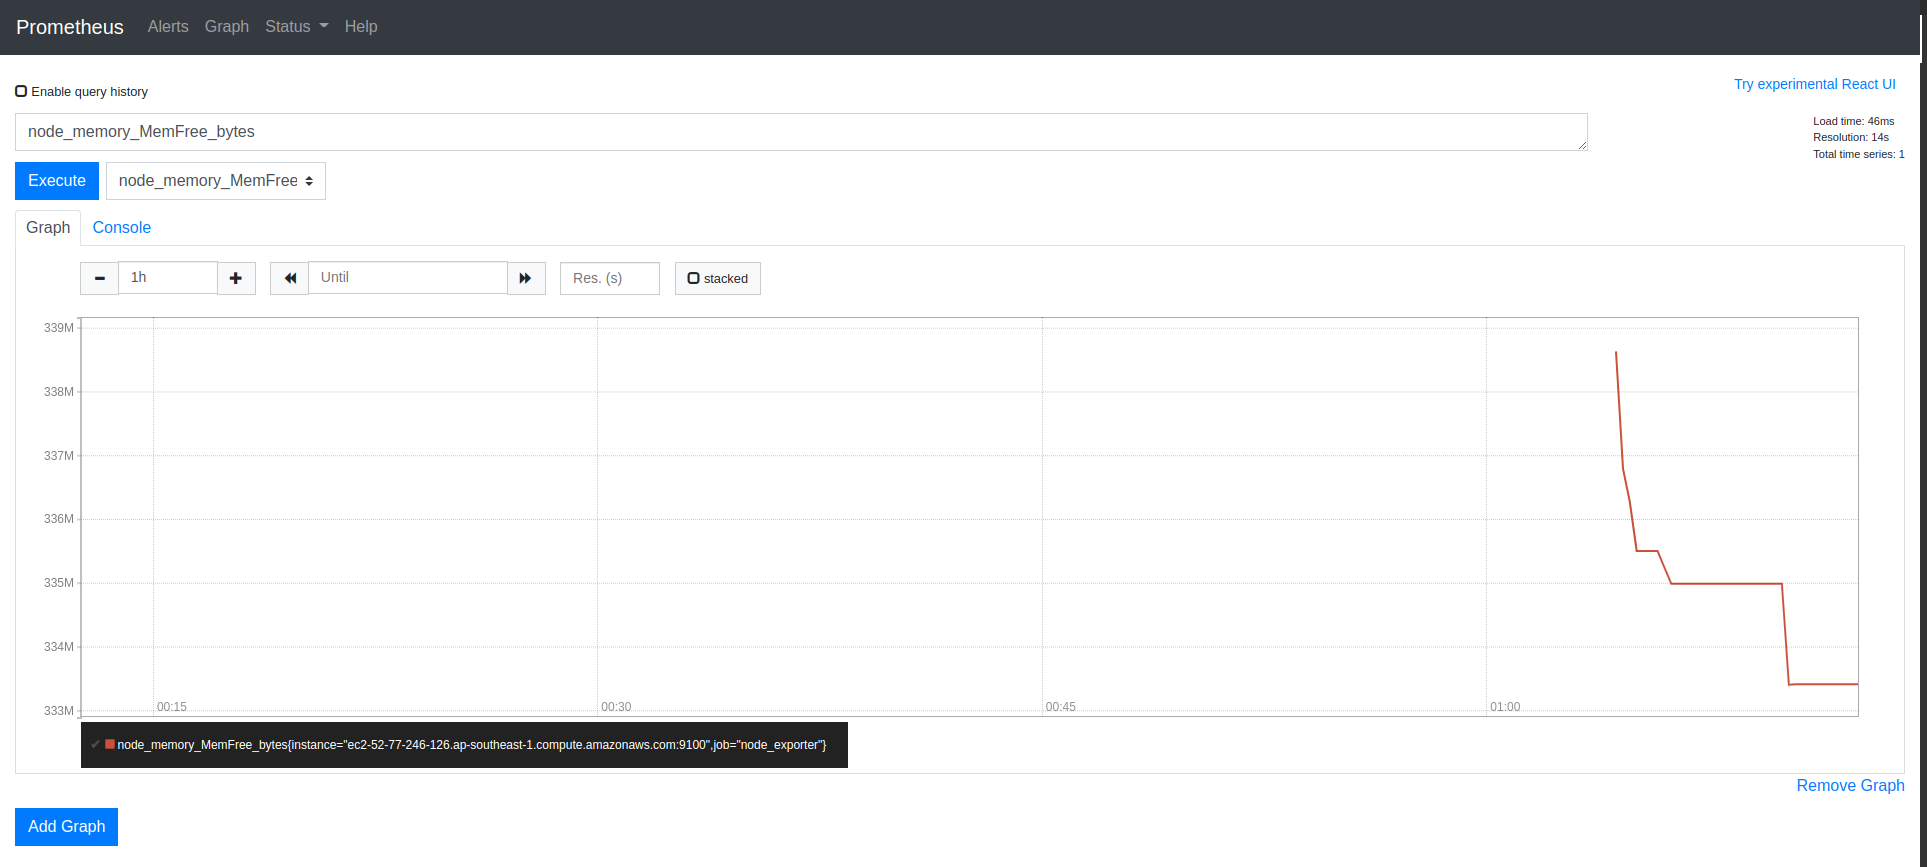 Prometheus Alerts Graph Status Help
Enable query history
Try experimental React UI
node_memory_MemFree_bytes
Load time: 46ms
Resolution: 14s
Total time series: 1
Execute node_memory_MemFree
Graph Console
1h Until Res. (s) stacked
339M
338M
337M
336M
335M
334M
333M
00:15 00:30 00:45 01:00
node_memory_MemFree_bytes{instance="ec2-52-77-246-126.ap-southeast-1.compute.amazonaws.com:9100",job="node_exporter"}
Remove Graph
Add Graph